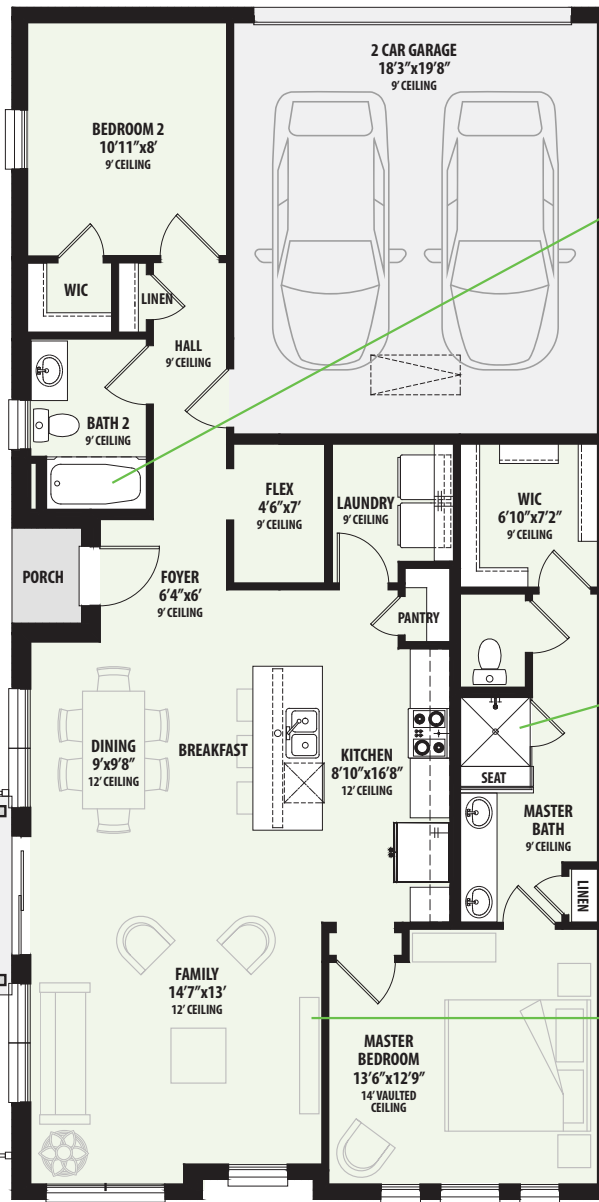 2 CAR GARAGE
18'3"x19'8"
9' CEILING
BEDROOM 2
10'11"x8'
9' CEILING
WIC
LINEN
HALL
9' CEILING
BATH 2
9' CEILING
FLEX
4'6"x7'
9' CEILING
LAUNDRY
9' CEILING
WIC
6'10"x7'2"
9' CEILING
PORCH
FOYER
6'4"x6'
9' CEILING
PANTRY
DINING
9'x9'8"
12' CEILING
BREAKFAST
KITCHEN
8'10"x16'8"
12' CEILING
SEAT
MASTER
BATH
9' CEILING
LINEN
FAMILY
14'7"x13'
12' CEILING
MASTER
BEDROOM
13'6"x12'9"
14' VAULTED
CEILING